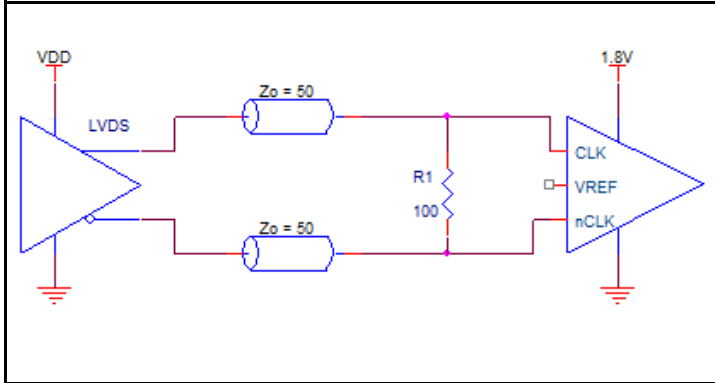 VDD
1.8V
Zo = 50
LVDS
CLK
R1
VREF
100
nCLK
Zo = 50